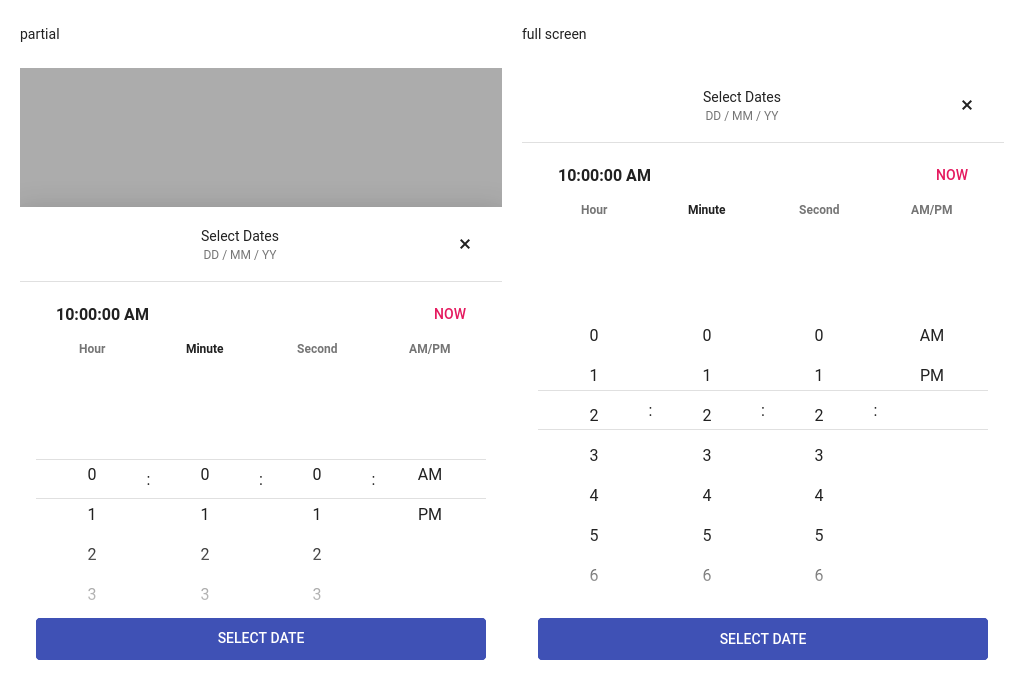 partial
Select Dates
DD / MM / YY
×
10:00:00 AM
NOW
Hour Minute Second AM/PM
0 : 0 : 0 : AM
1 1 1 PM
2 2 2
3 3 3
SELECT DATE
full screen
Select Dates
DD / MM / YY
×
10:00:00 AM
NOW
Hour Minute Second AM/PM
0 0 0 AM
1 1 1 PM
2 : 2 : 2 :
3 3 3
4 4 4
5 5 5
6 6 6
SELECT DATE